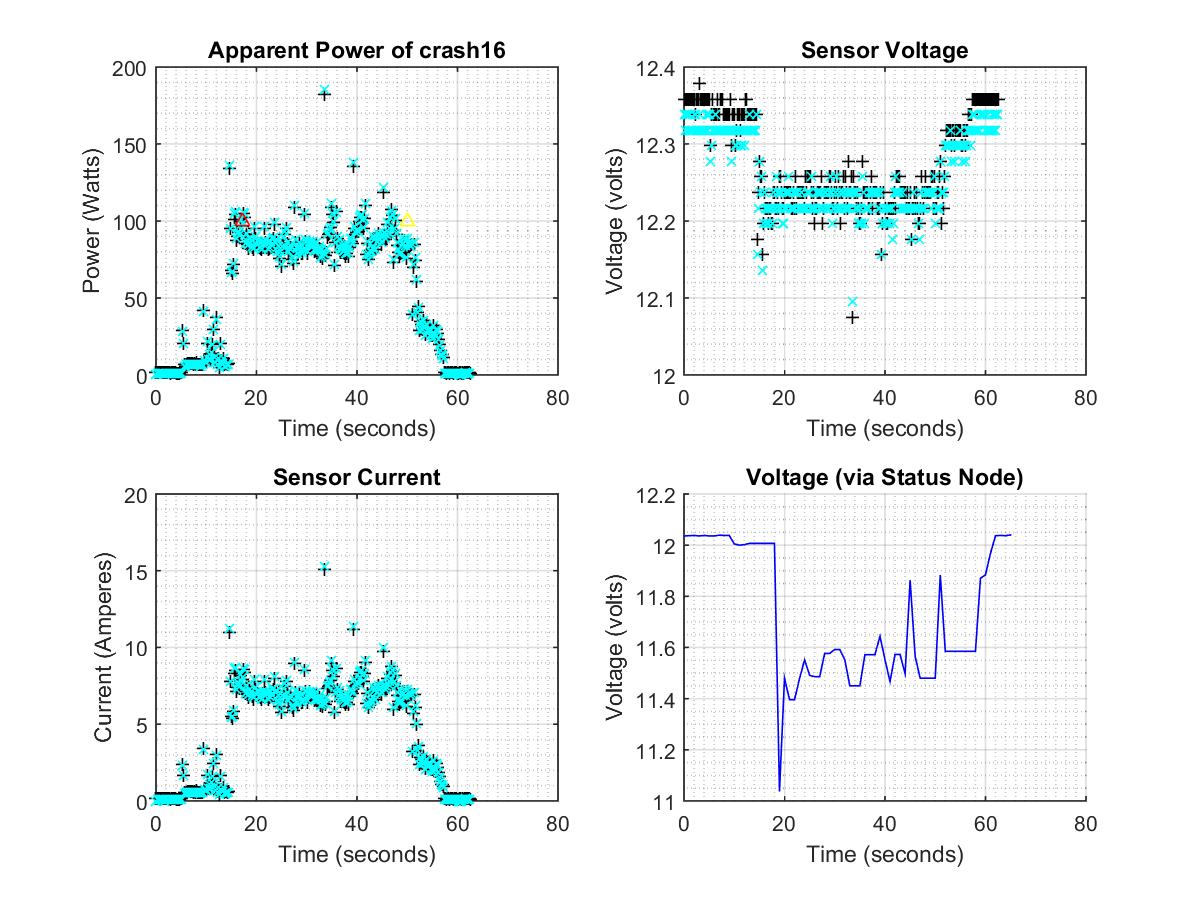 Apparent Power of crash16
200
150
100
50
0
Power (Watts)
0 20 40 60 80
Time (seconds)
Sensor Voltage
12.4
12.3
12.2
12.1
12
Voltage (volts)
0 20 40 60 80
Time (seconds)
Sensor Current
20
15
10
5
0
Current (Amperes)
0 20 40 60 80
Time (seconds)
Voltage (via Status Node)
12.2
12
11.8
11.6
11.4
11.2
11
Voltage (volts)
0 20 40 60 80
Time (seconds)